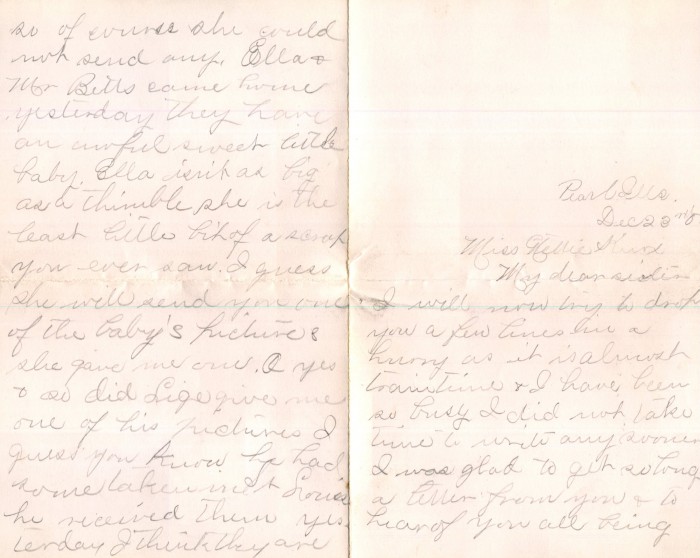 so of course she could
not send any. Ella &
Mr Betts came home
yesterday they have
an awful sweet little
baby. Ella isn't as big
as a thimble she is the
least little bit of a scrap
you ever saw. I guess
she will send you one
of the baby's pictures
she gave me one. O yes
& so did Lige give me
one of his pictures I
guess you know he had
some taken in St Louis
he received them yes
terday I think they are
Pearl Ills.
Dec 23
Miss Nettie
My dear sister
I will now try to drop
you a few lines in a
hurry as it is almost
train time & I have been
so busy I did not take
time to write any sooner
I was glad to get so long
a letter from you & to
hear of you all being